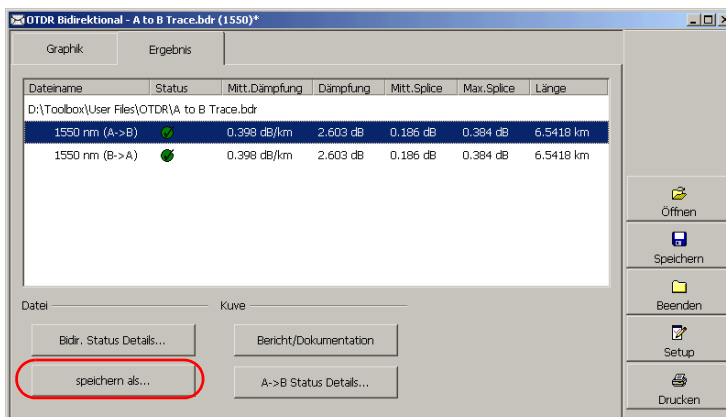 OTDR Bidirektional - A to B Trace.bdr (1550)*
Graphik Ergebnis
Dateiname Status Mitt.Dämpfung Dämpfung Mitt.Splice Max.Splice Länge
D:\Toolbox\User Files\OTDR\A to B Trace.bdr
1550 nm (A->B) 0.398 dB/km 2.603 dB 0.186 dB 0.384 dB 6.5418 km
1550 nm (B->A) 0.398 dB/km 2.603 dB 0.186 dB 0.384 dB 6.5418 km
Datei Kuve
Bidir. Status Details... Bericht/Dokumentation
speichern als... A->B Status Details...
Öffnen
Speichern
Beenden
Setup
Drucken